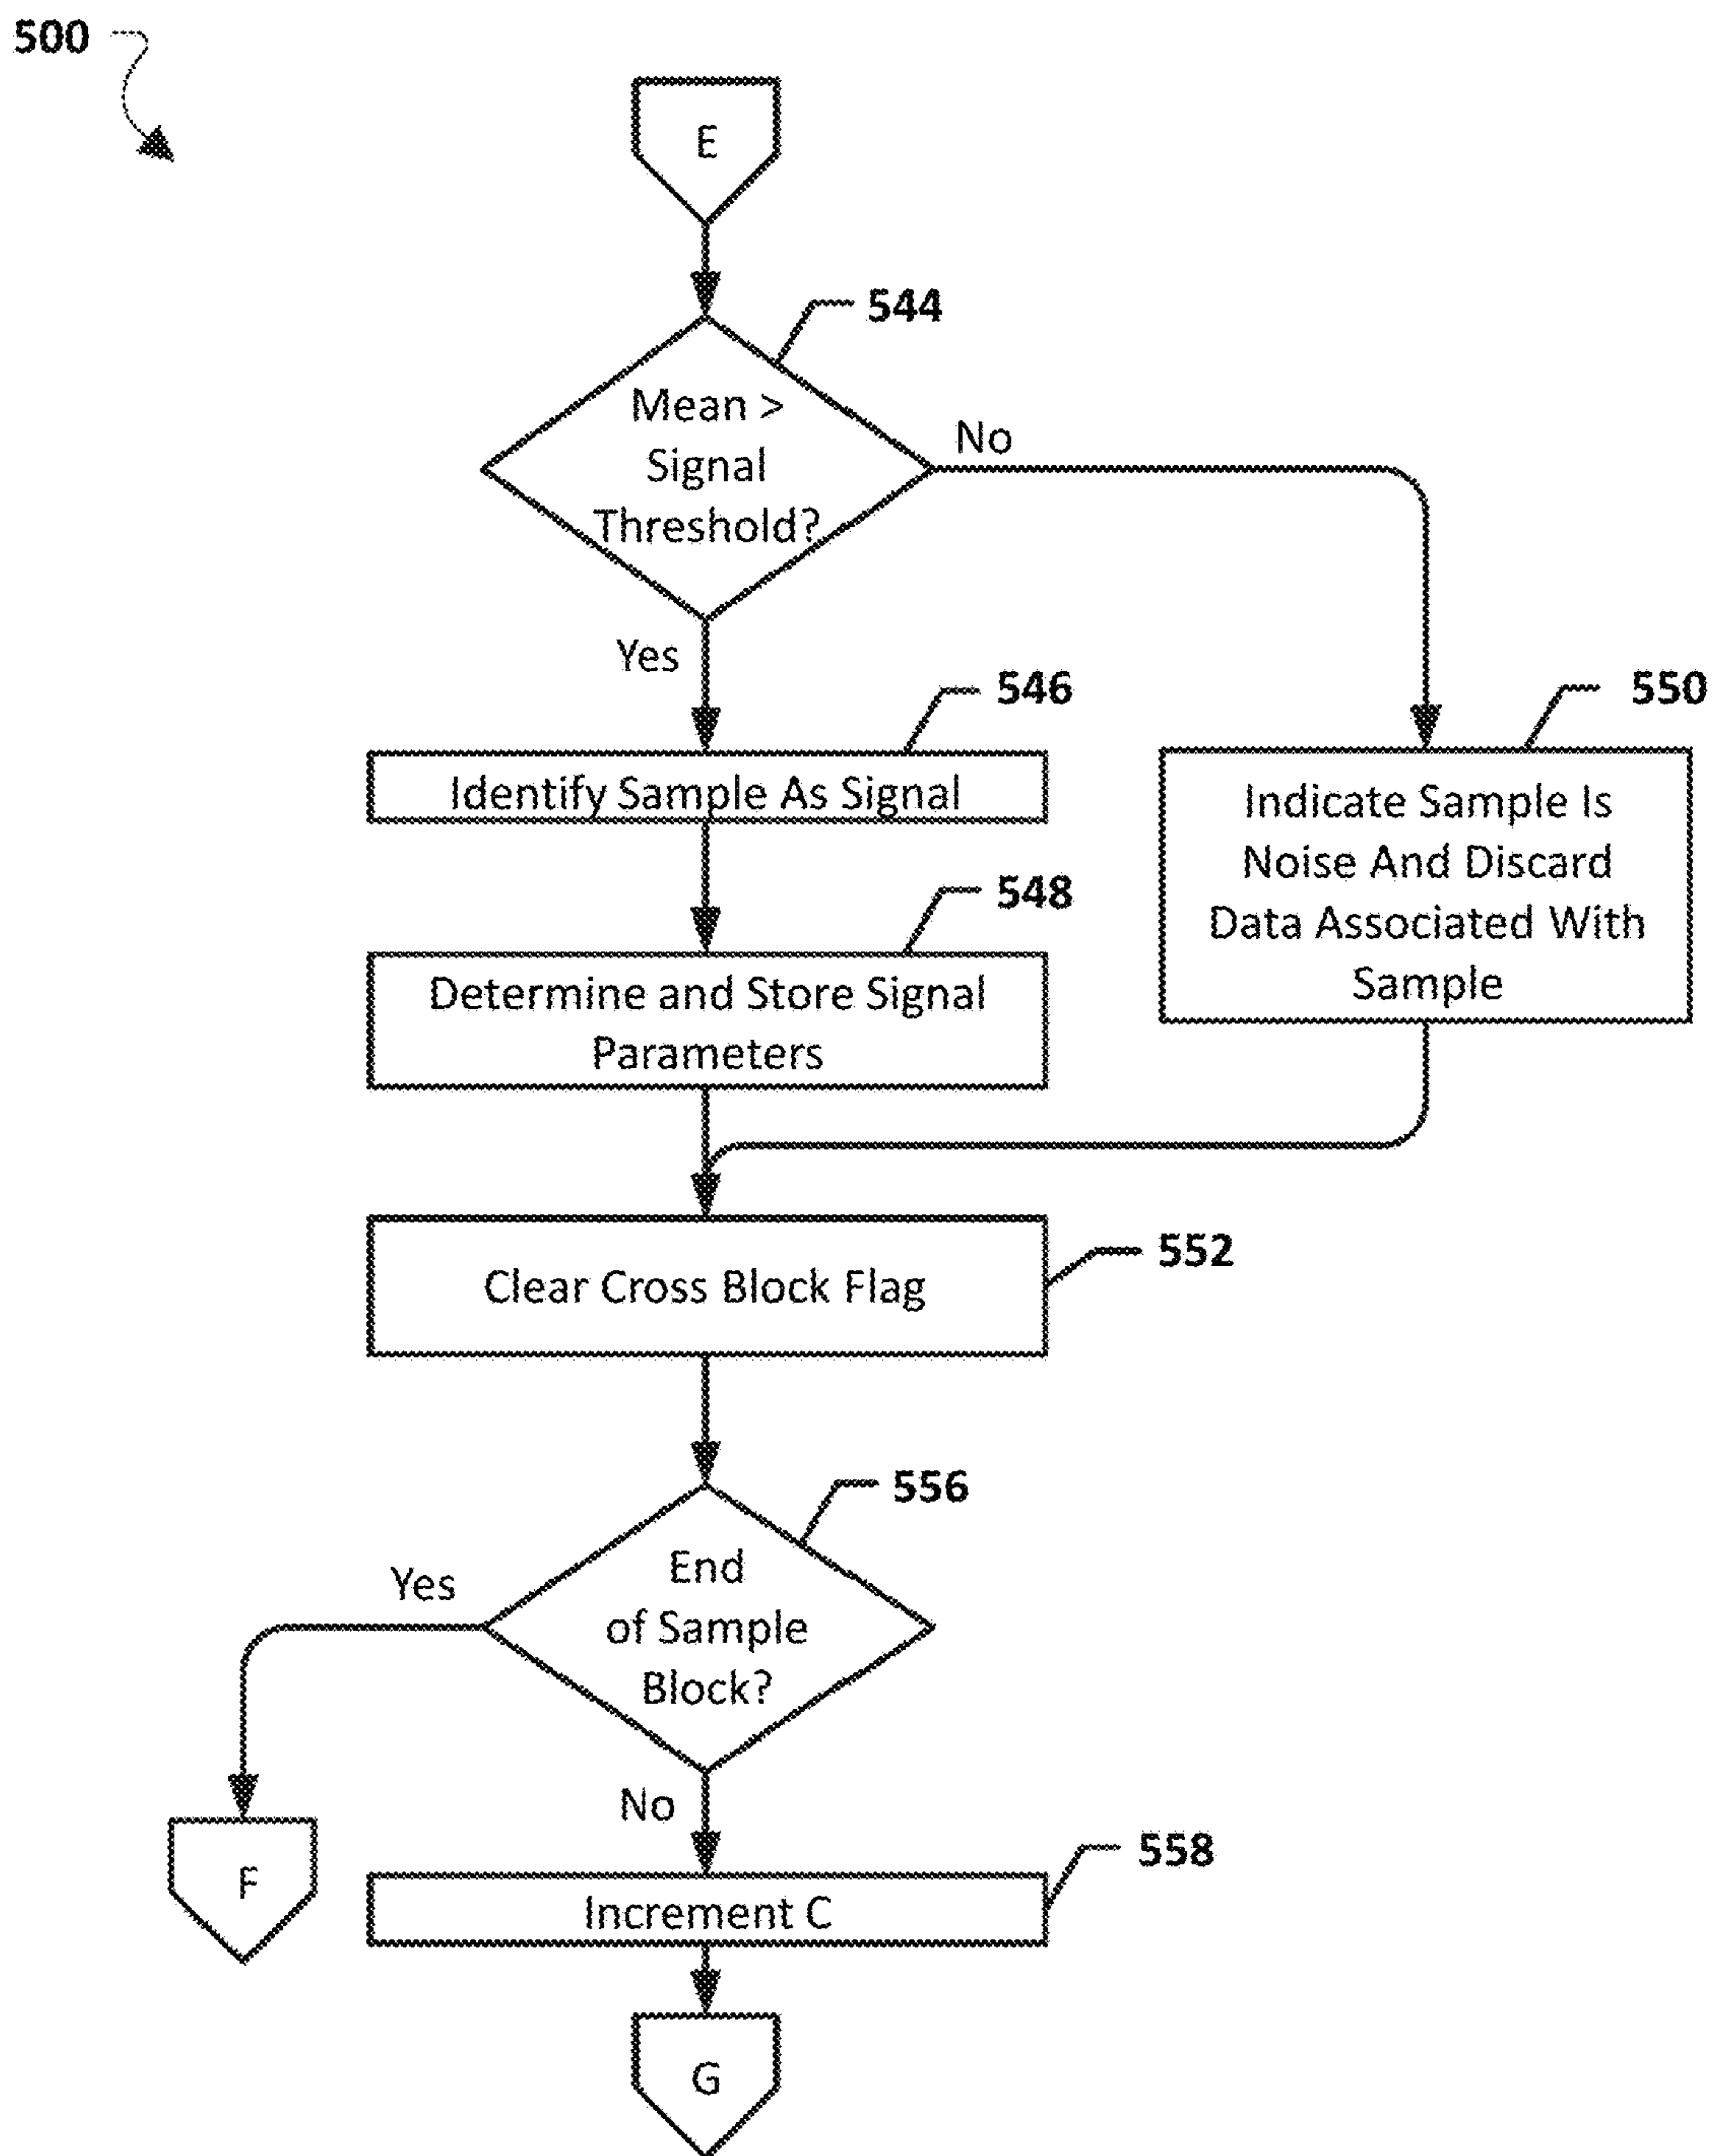 500
E
544
Mean >
Signal
Threshold?
No
Yes
546
Identify Sample As Signal
550
Indicate Sample Is
Noise And Discard
Data Associated With
Sample
548
Determine and Store Signal
Parameters
552
Clear Cross Block Flag
556
End
of Sample
Block?
Yes
No
F
558
Increment C
G